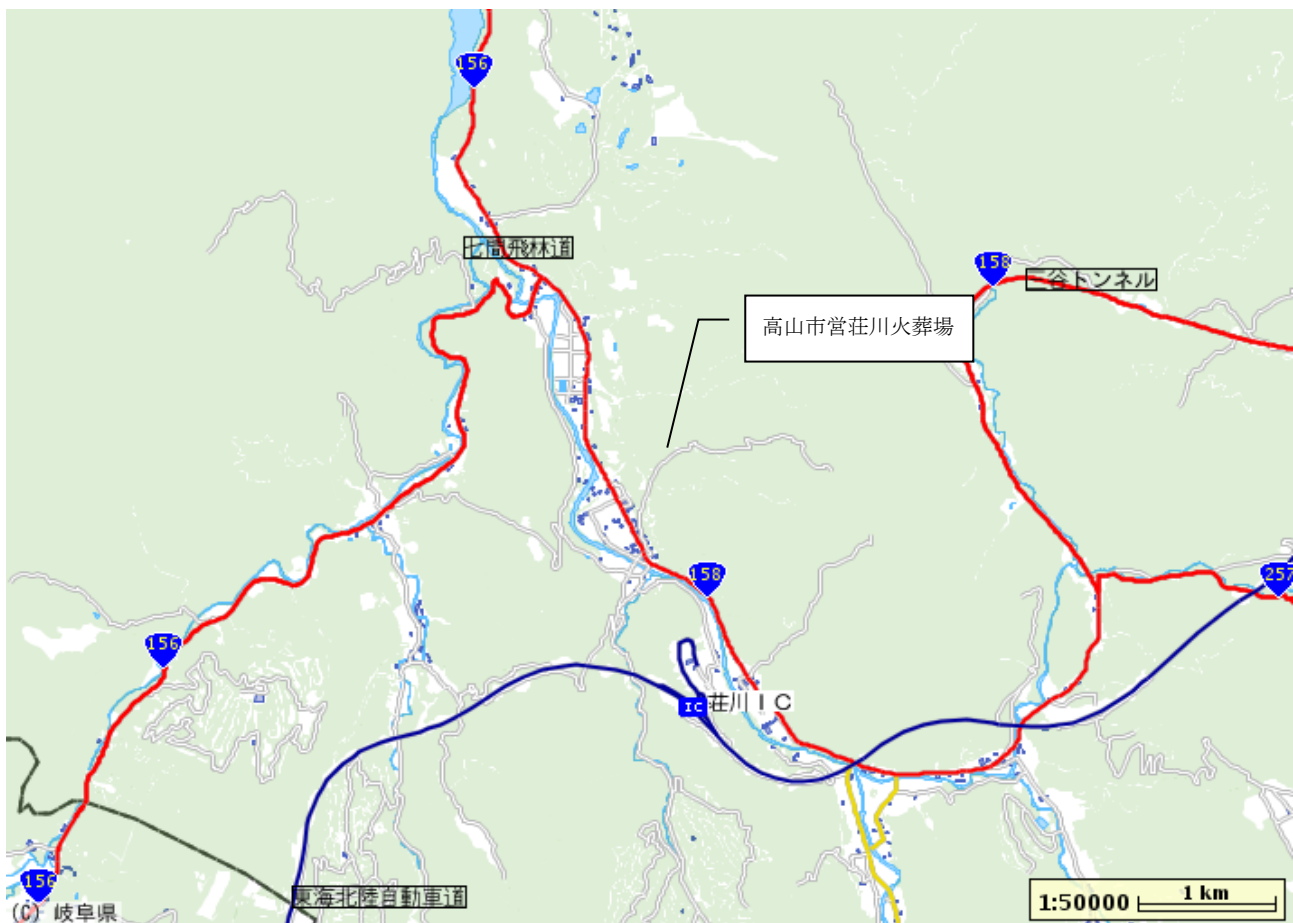 156
七間飛林道
158
三谷トンネル
高山市営荘川火葬場
158
257
156
IC
荘川IC
156
東海北陸自動車道
(C) 岐阜県
1:50000
1 km